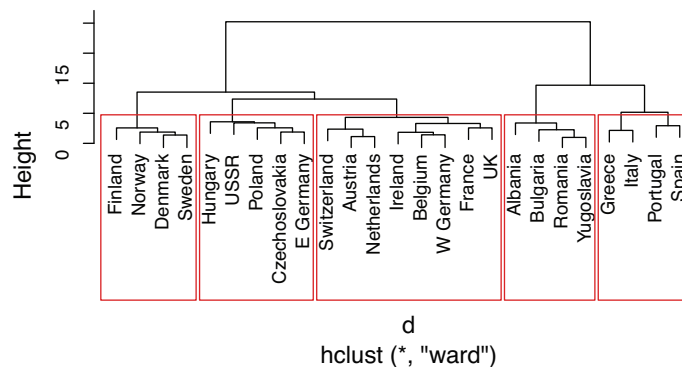 15
5
0
Height
Finland
Norway
Denmark
Sweden
Hungary
USSR
Poland
Czechoslovakia
E Germany
Switzerland
Austria
Netherlands
Ireland
Belgium
W Germany
France
UK
Albania
Bulgaria
Romania
Yugoslavia
Greece
Italy
Portugal
Spain
d
hclust (*, "ward")